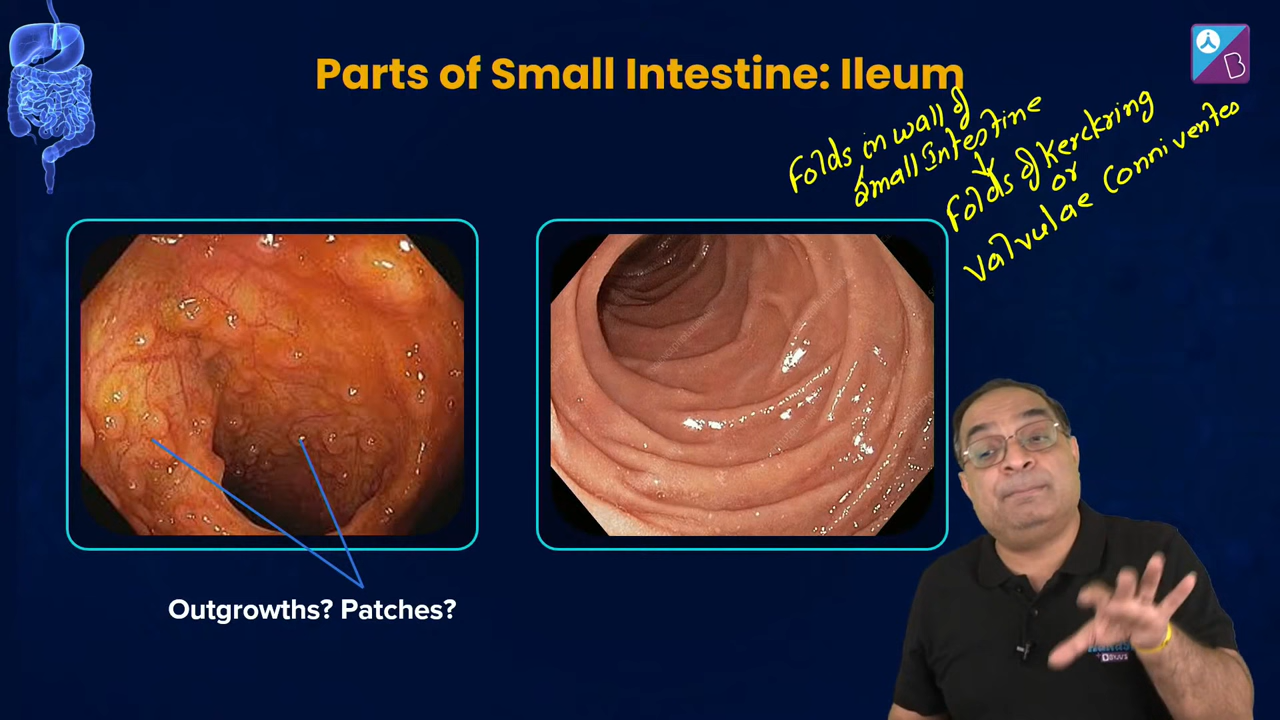 Parts of Small Intestine: Ileum
Folds in wall of
Small Intestine
Folds of Kerckring
or
Valvulae Conniventes
Outgrowths? Patches?
B